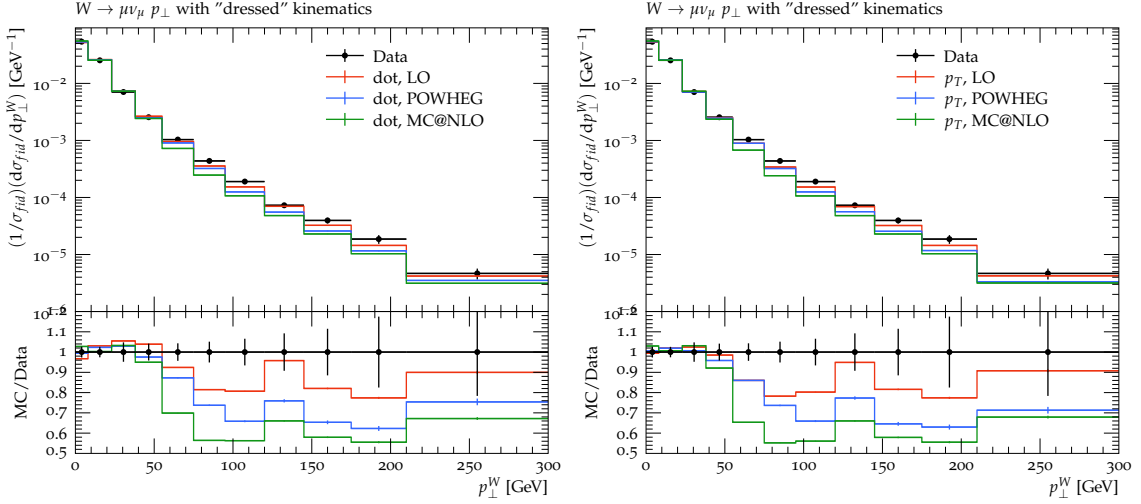 W → μν_μ p_⊥ with "dressed" kinematics
(1/σ_fid)(dσ_fid/dp_⊥^W) [GeV⁻¹]
10⁻²
10⁻³
10⁻⁴
10⁻⁵
Data
dot, LO
dot, POWHEG
dot, MC@NLO
MC/Data
1.2
1.1
1
0.9
0.8
0.7
0.6
0.5
0 50 100 150 200 250 300
p_⊥^W [GeV]
W → μν_μ p_⊥ with "dressed" kinematics
(1/σ_fid)(dσ_fid/dp_⊥^W) [GeV⁻¹]
10⁻²
10⁻³
10⁻⁴
10⁻⁵
Data
p_T, LO
p_T, POWHEG
p_T, MC@NLO
MC/Data
1.2
1.1
1
0.9
0.8
0.7
0.6
0.5
0 50 100 150 200 250 300
p_⊥^W [GeV]